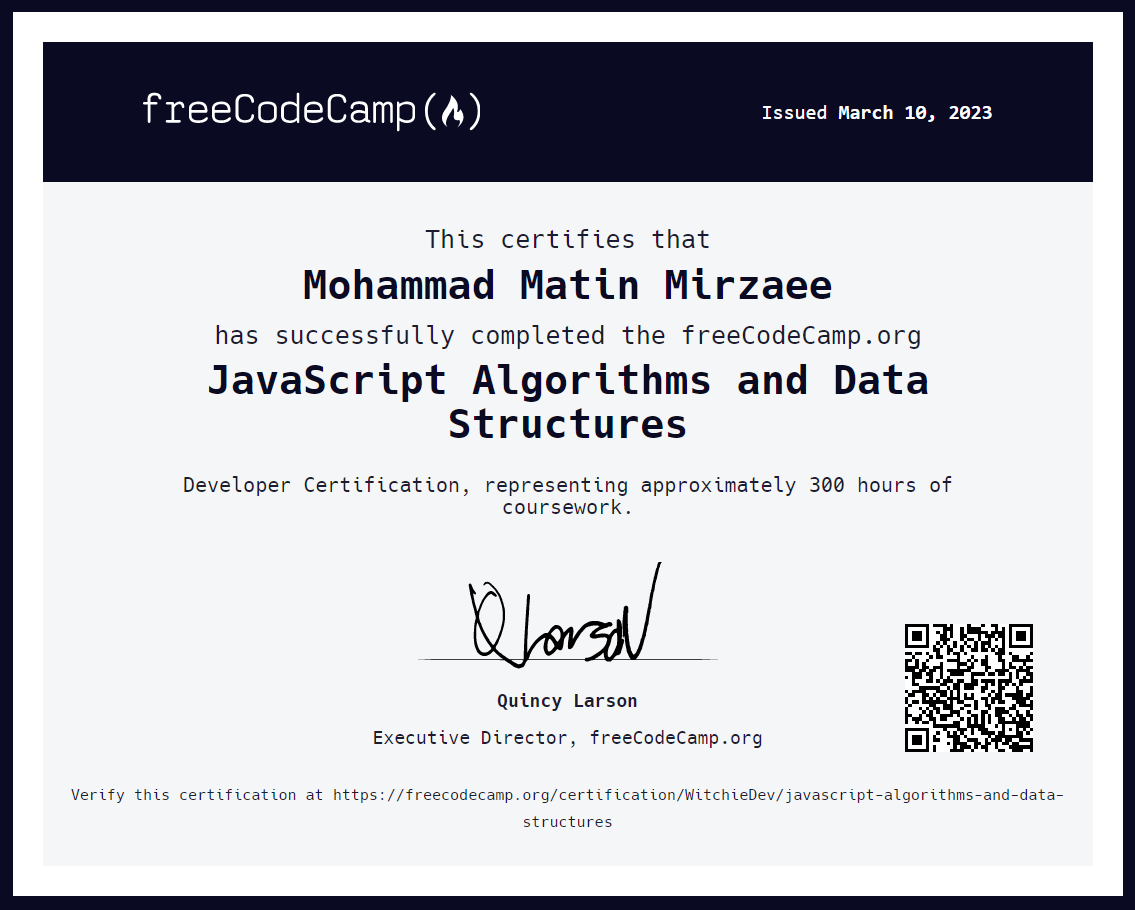 freeCodeCamp(🔥)
Issued March 10, 2023
This certifies that
Mohammad Matin Mirzaee
has successfully completed the freeCodeCamp.org
JavaScript Algorithms and Data
Structures
Developer Certification, representing approximately 300 hours of
coursework.
Q Larson
Quincy Larson
Executive Director, freeCodeCamp.org
Verify this certification at https://freecodecamp.org/certification/WitchieDev/javascript-algorithms-and-data-
structures